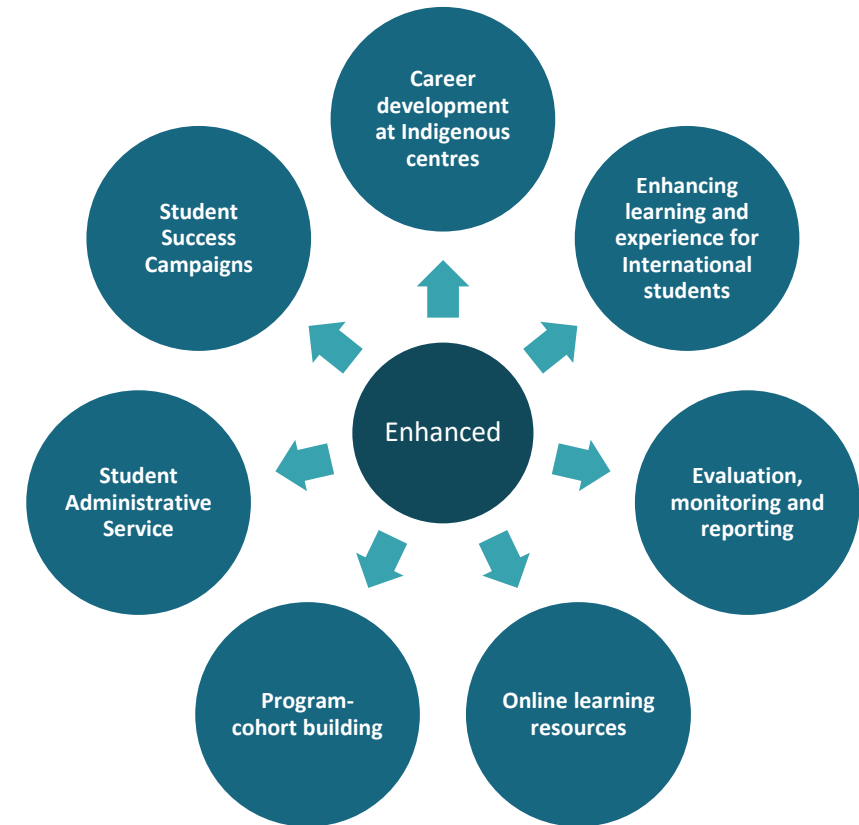 Career
development
at Indigenous
centres
Enhancing
learning and
experience for
International
students
Evaluation,
monitoring and
reporting
Online learning
resources
Program-
cohort building
Student
Administrative
Service
Student
Success
Campaigns
Enhanced